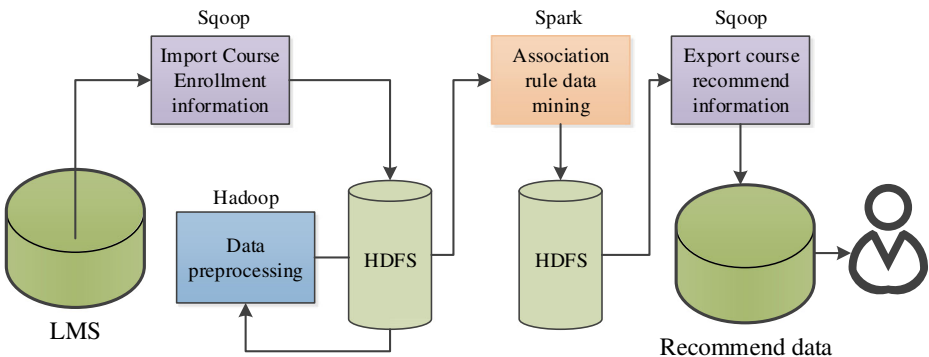 Sqoop
Import Course
Enrollment
information
Spark
Association
rule data
mining
Sqoop
Export course
recommend
information
Hadoop
Data
preprocessing
HDFS
HDFS
LMS
Recommend data